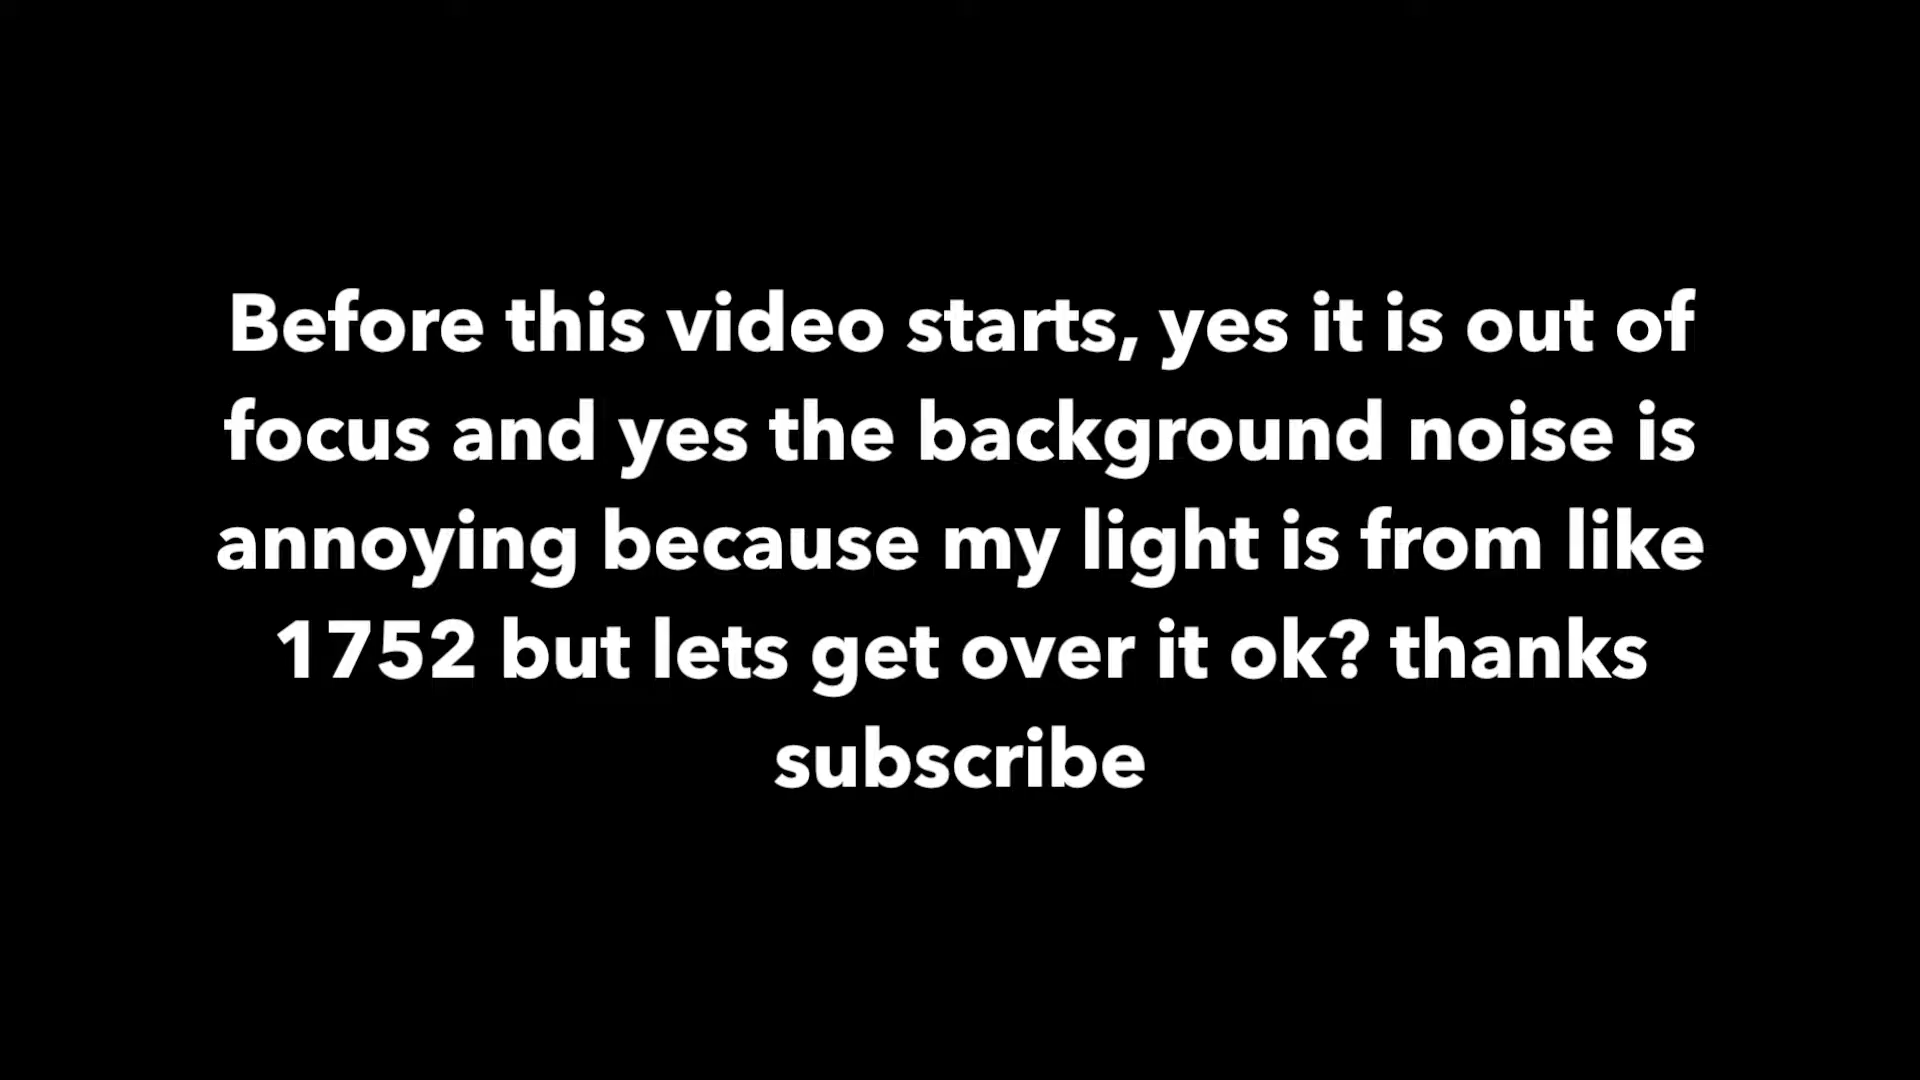 Before this video starts, yes it is out of
focus and yes the background noise is
annoying because my light is from like
1752 but lets get over it ok? thanks
subscribe